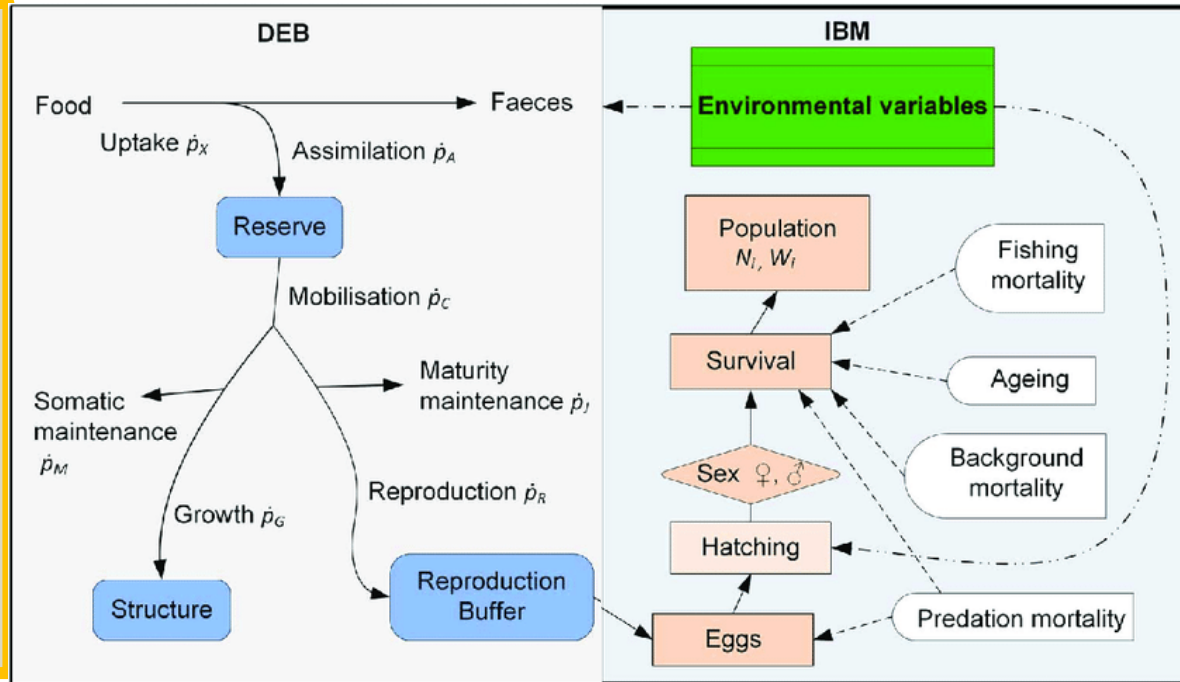 DEB
Food
Faeces
Uptake ṗX
Assimilation ṗA
Reserve
Mobilisation ṗC
Somatic
maintenance
ṗM
Maturity
maintenance ṗJ
Growth ṗG
Reproduction ṗR
Structure
Reproduction
Buffer
IBM
Environmental variables
Population
Ni, Wi
Fishing
mortality
Survival
Ageing
Sex ♀, ♂
Background
mortality
Hatching
Eggs
Predation mortality